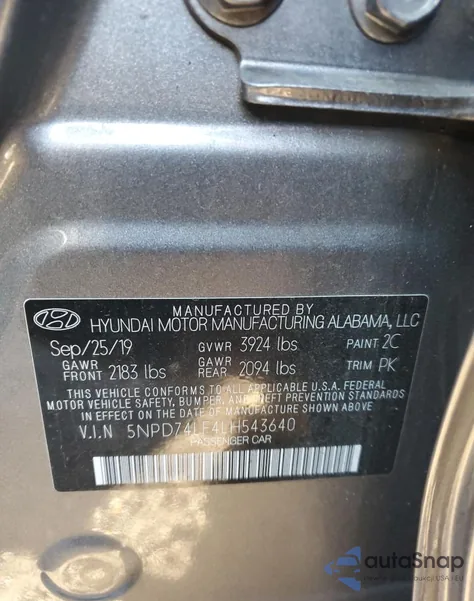 MANUFACTURED BY
HYUNDAI MOTOR MANUFACTURING ALABAMA, LLC
Sep/25/19 GVWR 3924 lbs PAINT 2C
GAWR FRONT 2183 lbs GAWR REAR 2094 lbs TRIM PK
THIS VEHICLE CONFORMS TO ALL APPLICABLE U.S.A. FEDERAL
MOTOR VEHICLE SAFETY, BUMPER, AND THEFT PREVENTION STANDARDS
IN EFFECT ON THE DATE OF MANUFACTURE SHOWN ABOVE.
V.I.N 5NPD74LF4LH543640
PASSENGER CAR
autoSnap